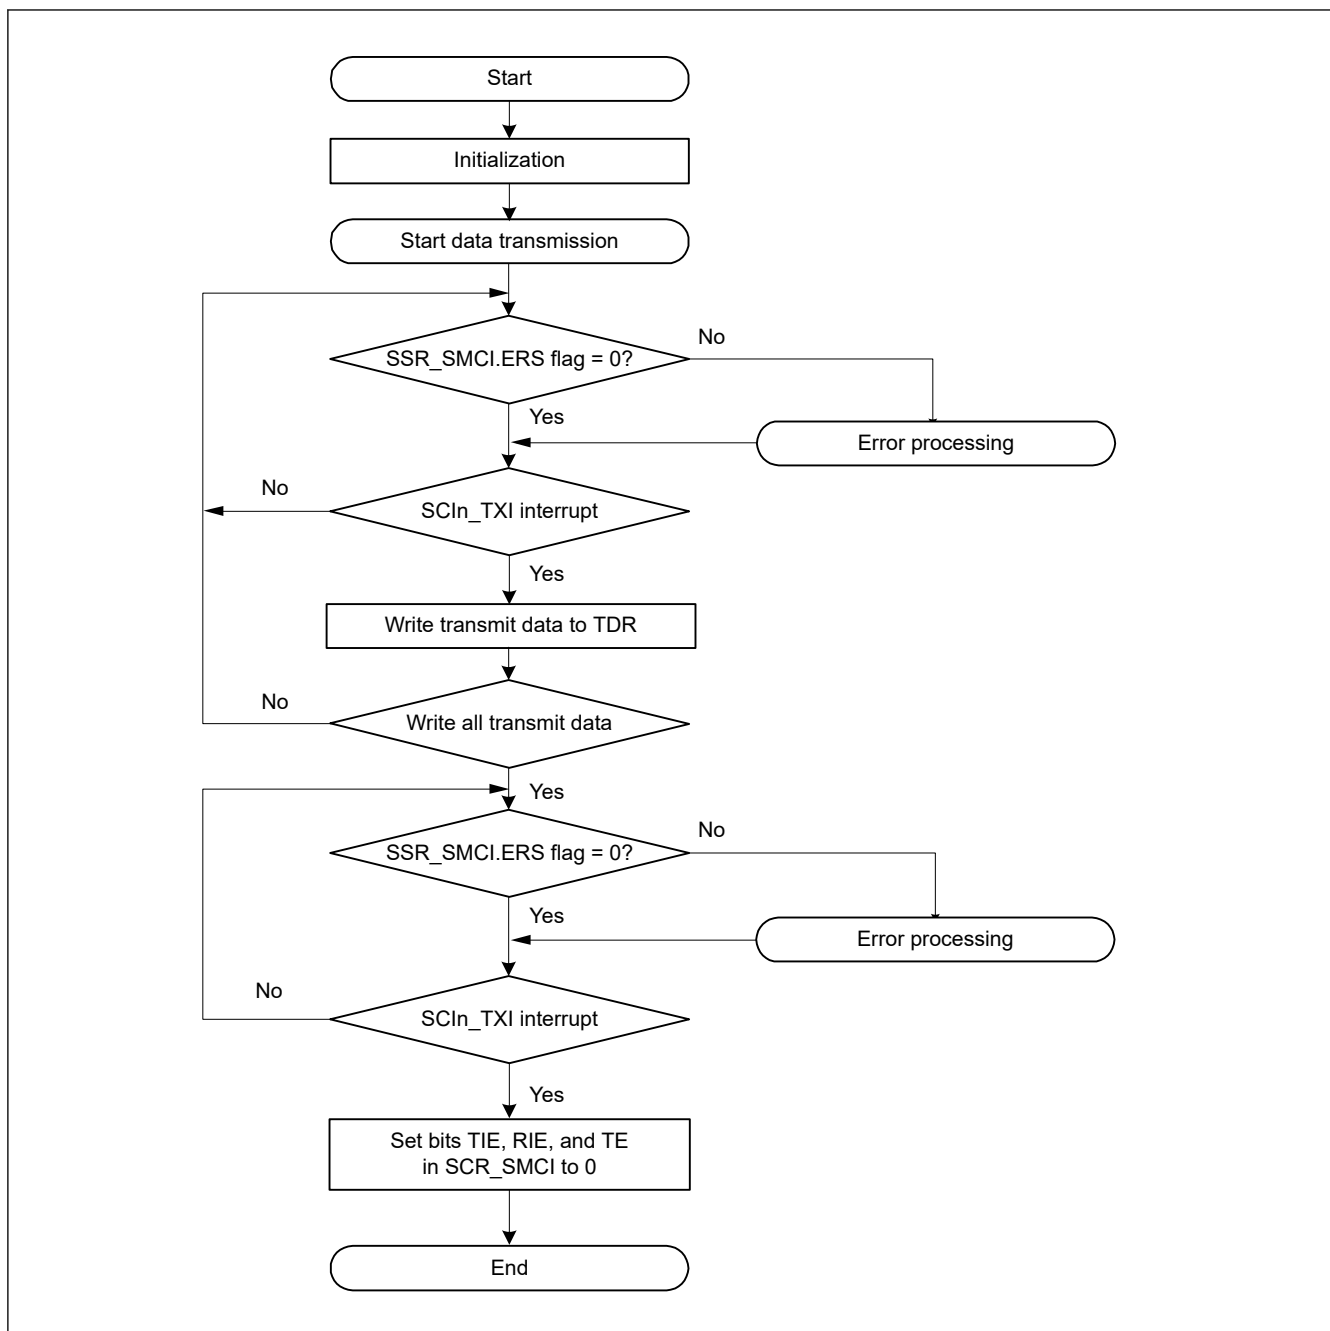 Start
Initialization
Start data transmission
SSR_SMCI.ERS flag = 0?
No
Yes
Error processing
No
SCIn_TXI interrupt
Yes
Write transmit data to TDR
No
Write all transmit data
Yes
SSR_SMCI.ERS flag = 0?
No
Yes
Error processing
No
SCIn_TXI interrupt
Yes
Set bits TIE, RIE, and TE
in SCR_SMCI to 0
End